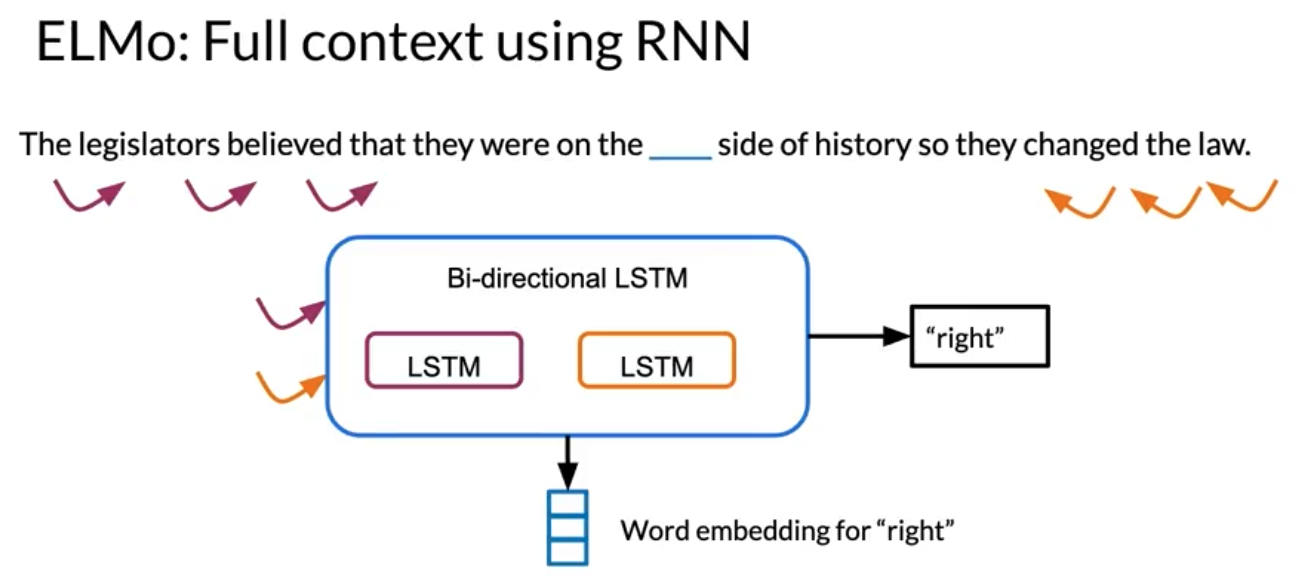 ELMo: Full context using RNN
The legislators believed that they were on the ____ side of history so they changed the law.
Bi-directional LSTM
LSTM
LSTM
“right”
Word embedding for “right”